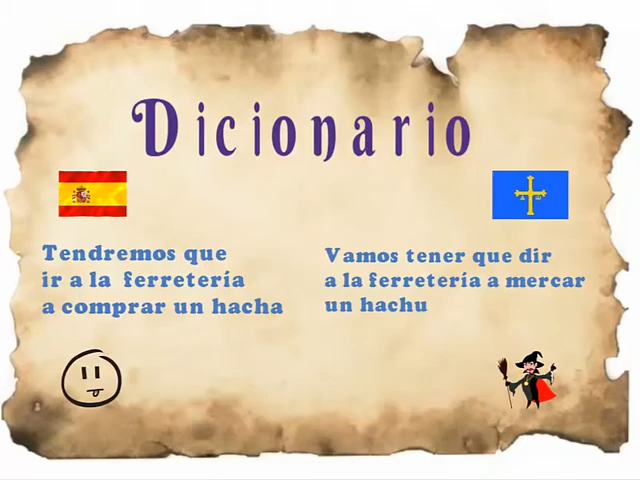 Dicionario
Tendremos que
ir a la ferretería
a comprar un hacha
Vamos tener que dir
a la ferretería a mercar
un hachu